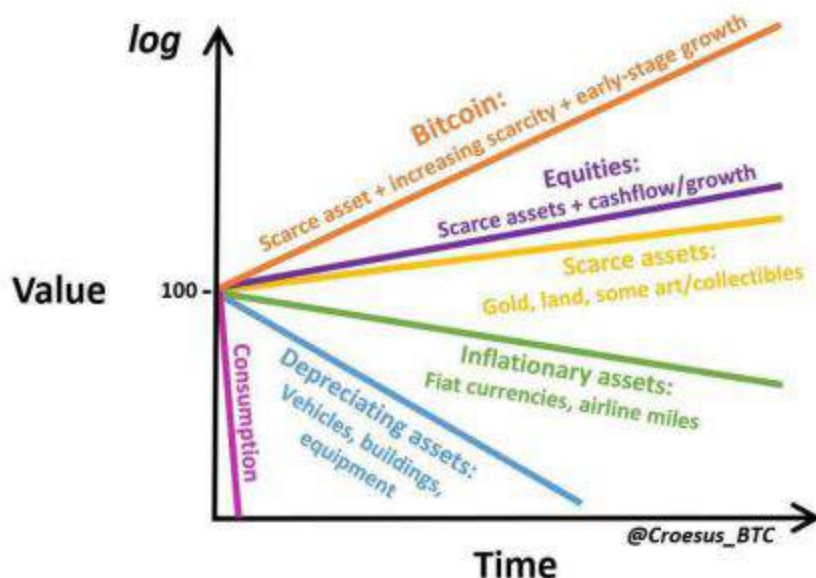 log
Bitcoin:
Scarce asset + increasing scarcity + early-stage growth
Equities:
Scarce assets + cashflow/growth
Scarce assets:
Gold, land, some art/collectibles
Value
100 -
Inflationary assets:
Fiat currencies, airline miles
Depreciating assets:
Vehicles, buildings,
equipment
Consumption
@Croesus_BTC
Time